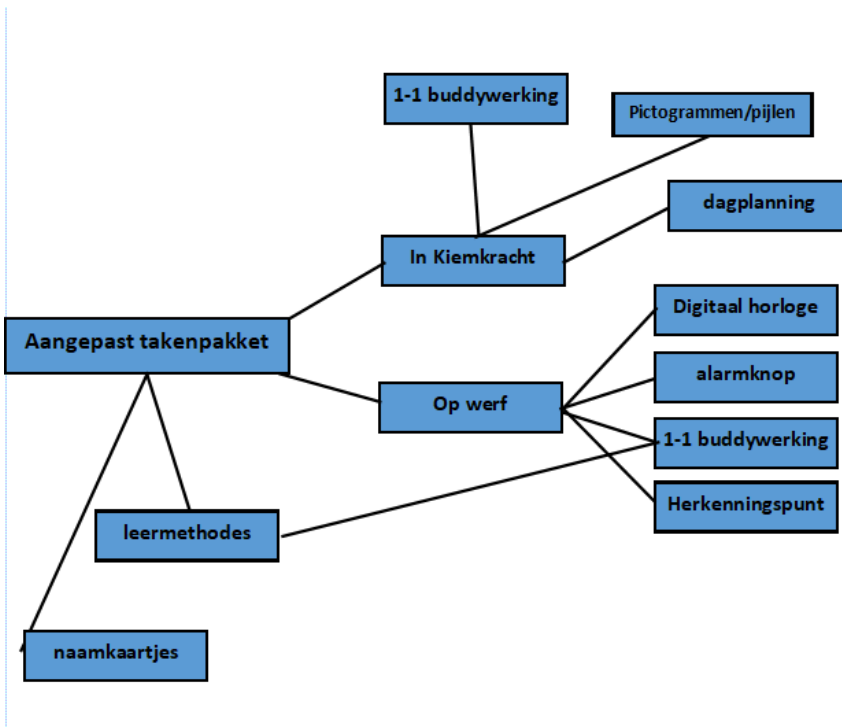 1-1 buddywerking
Pictogrammen/pijlen
dagplanning
In Kiemkracht
Digitaal horloge
Aangepast takenpakket
alarmknop
Op werf
1-1 buddywerking
Herkenningspunt
leermethodes
naamkaartjes